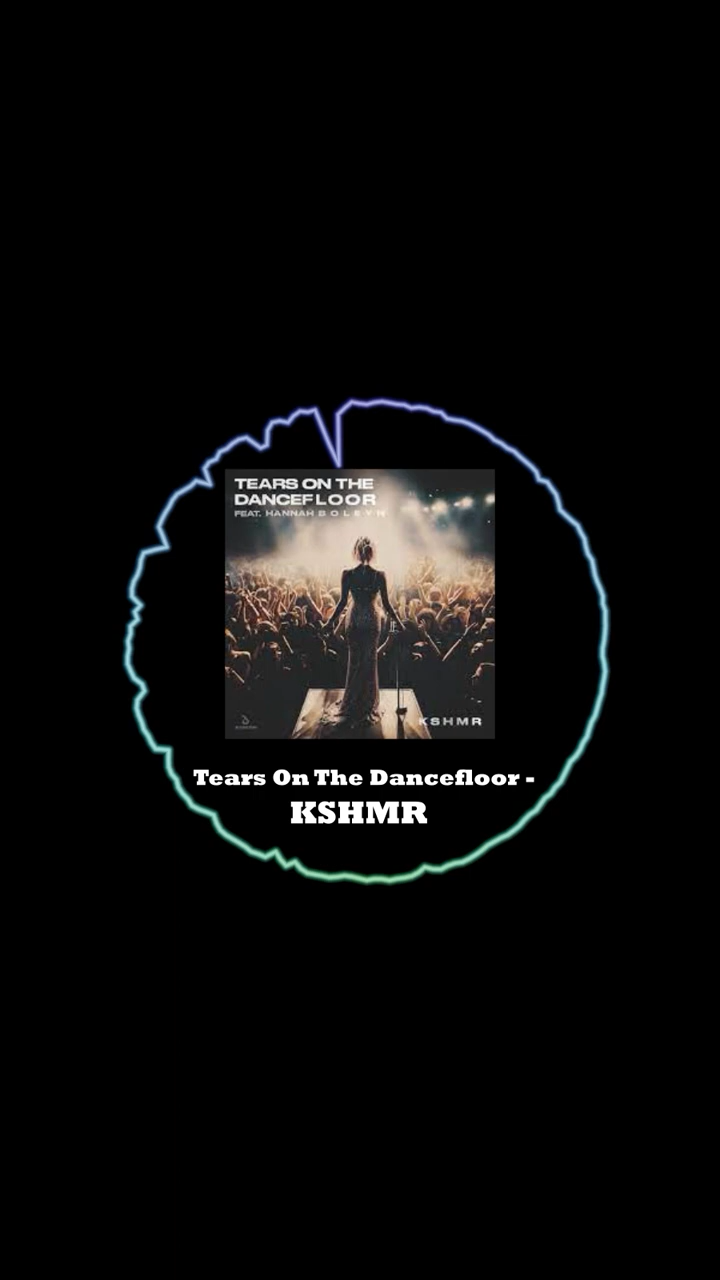 TEARS ON THE
DANCEFLOOR
FEAT. HANNAH BOLEYN
KSHMR
Tears On The Dancefloor -
KSHMR